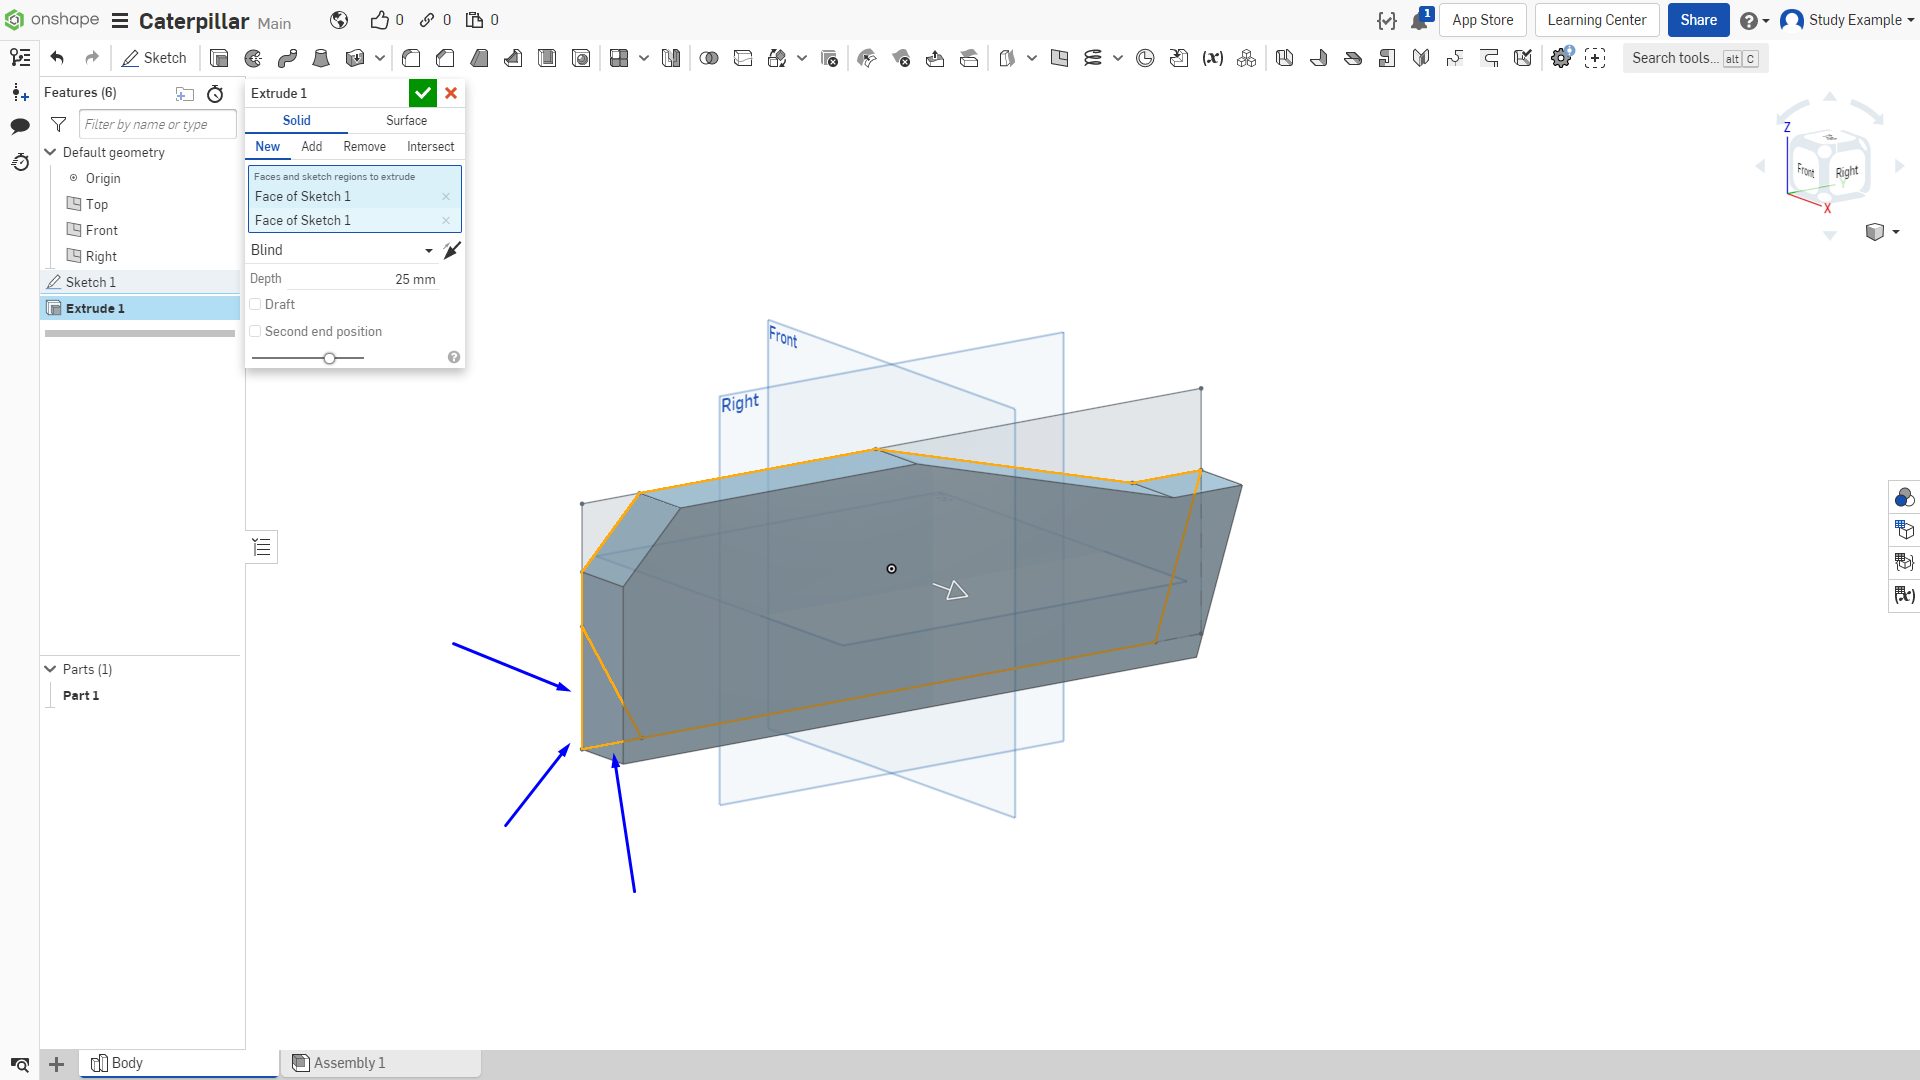 onshape Caterpillar Main 0 0 0 1 App Store Learning Center Share Study Example
Sketch (x) Search tools... alt C
Features (6)
Filter by name or type
Default geometry
Origin
Top
Front
Right
Sketch 1
Extrude 1
Parts (1)
Part 1
Extrude 1
Solid Surface
New Add Remove Intersect
Faces and sketch regions to extrude
Face of Sketch 1
Face of Sketch 1
Blind
Depth 25 mm
Draft
Second end position
Front
Right
Z
Front Right
Y
X
(x)
Body Assembly 1